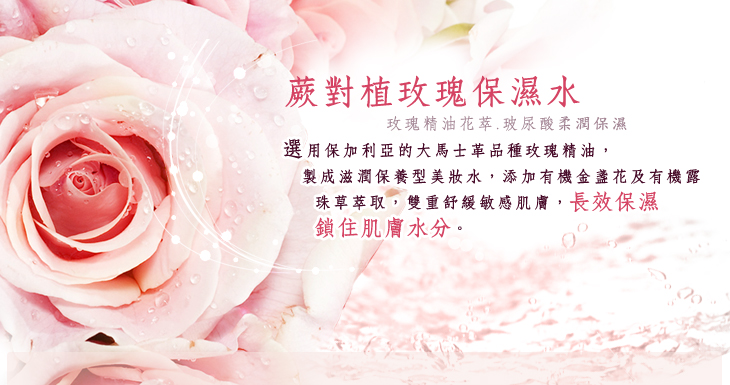 蕨對植玫瑰保濕水
玫瑰精油花萃.玻尿酸柔潤保濕
選用保加利亞的大馬士革品種玫瑰精油，
製成滋潤保養型美妝水，添加有機金盞花及有機露
珠草萃取，雙重舒緩敏感肌膚，長效保濕
鎖住肌膚水分。